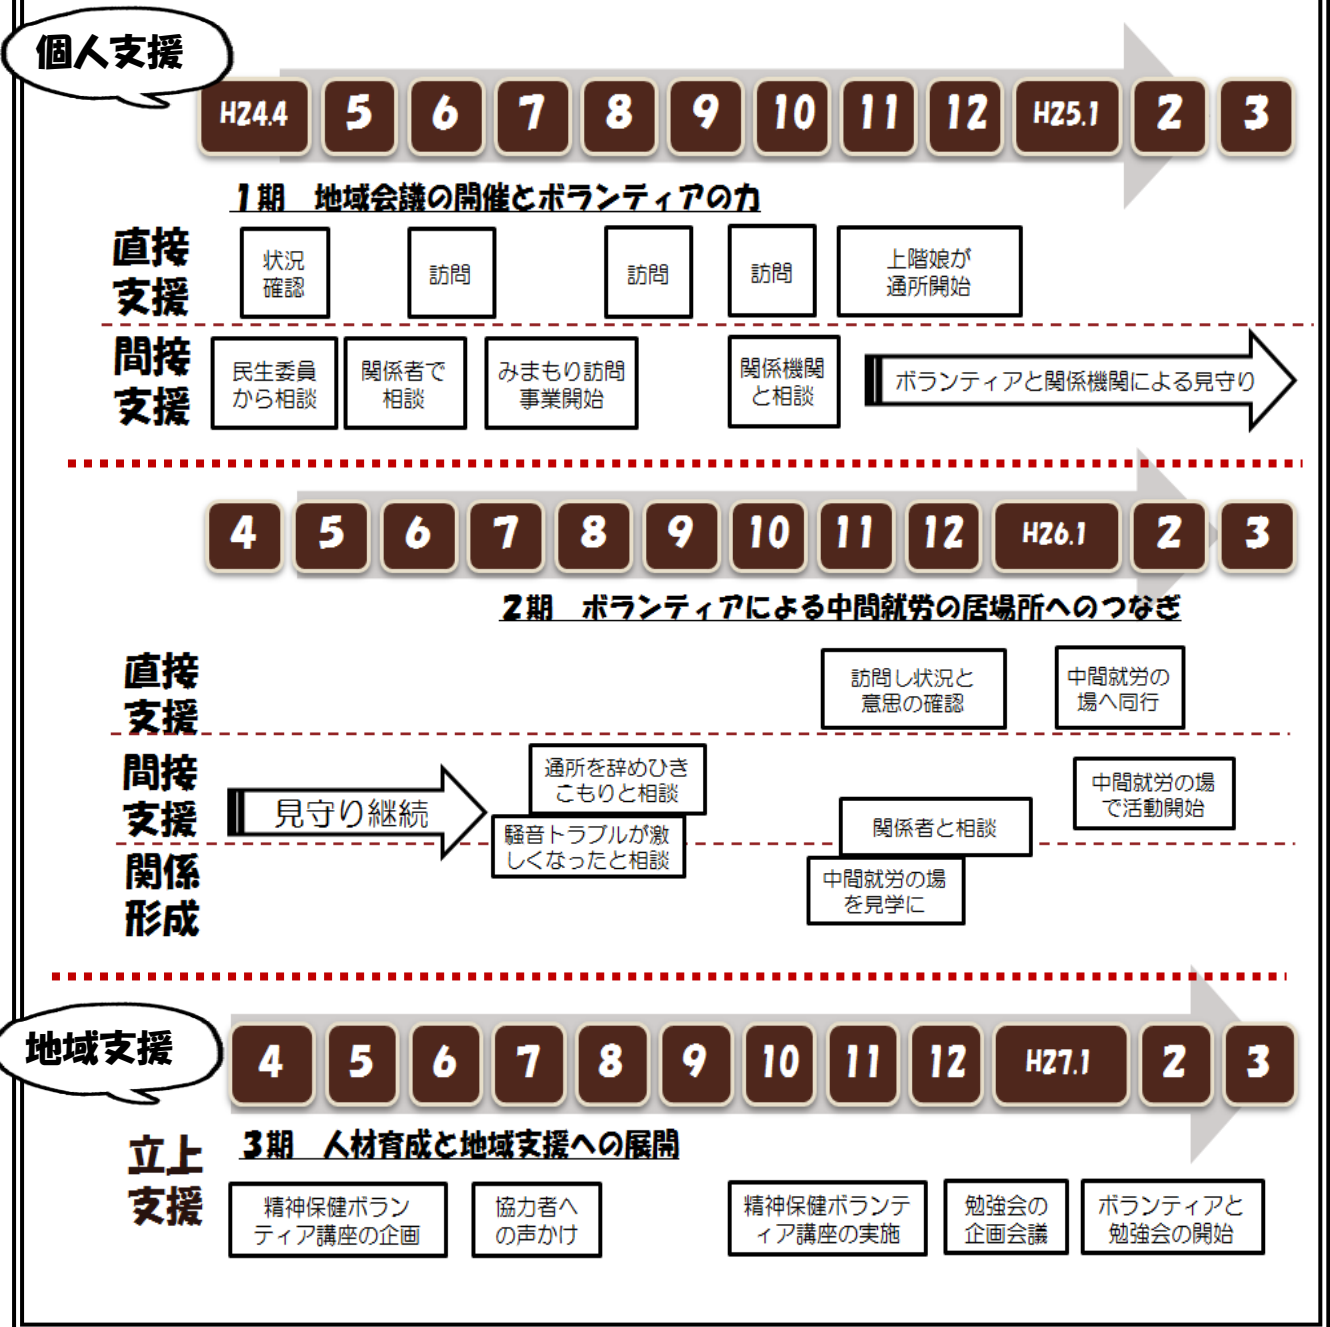 個人支援
H24.4 5 6 7 8 9 10 11 12 H25.1 2 3
1期 地域会議の開催とボランティアの力
直接
支援
状況
確認
訪問
訪問
訪問
上階娘が
通所開始
間接
支援
民生委員
から相談
関係者で
相談
みまもり訪問
事業開始
関係機関
と相談
ボランティアと関係機関による見守り
4 5 6 7 8 9 10 11 12 H26.1 2 3
2期 ボランティアによる中間就労の居場所へのつなぎ
直接
支援
訪問し状況と
意思の確認
中間就労の
場へ同行
間接
支援
見守り継続
通所を辞めひき
こもりと相談
騒音トラブルが激
しくなったと相談
関係者と相談
中間就労の場
で活動開始
関係
形成
中間就労の場
を見学に
地域支援
4 5 6 7 8 9 10 11 12 H27.1 2 3
3期 人材育成と地域支援への展開
立上
支援
精神保健ボラン
ティア講座の企画
協力者へ
の声かけ
精神保健ボランテ
ィア講座の実施
勉強会の
企画会議
ボランティアと
勉強会の開始